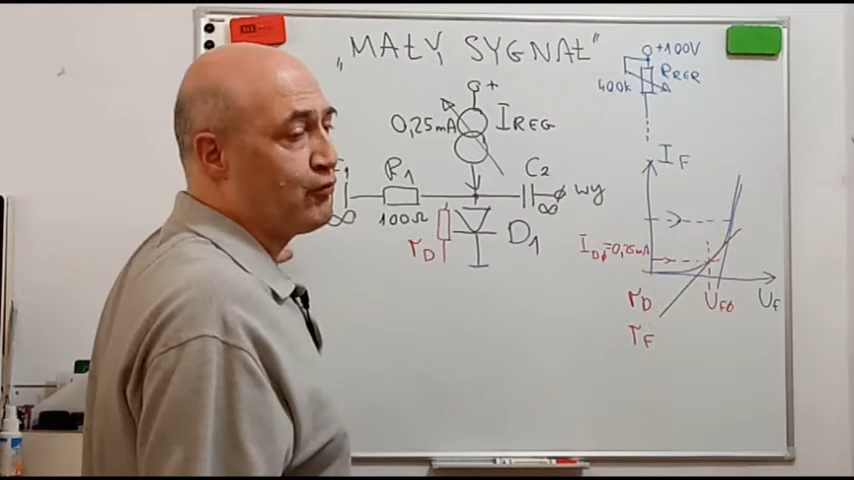 „MAŁY SYGNAŁ”
+100V
400k RREG
+
0,25mA IREG
IF
R1 C2
∞ 100Ω ∞ wy
rD D1
ID0=0,25mA
rD UF0 UF
rF